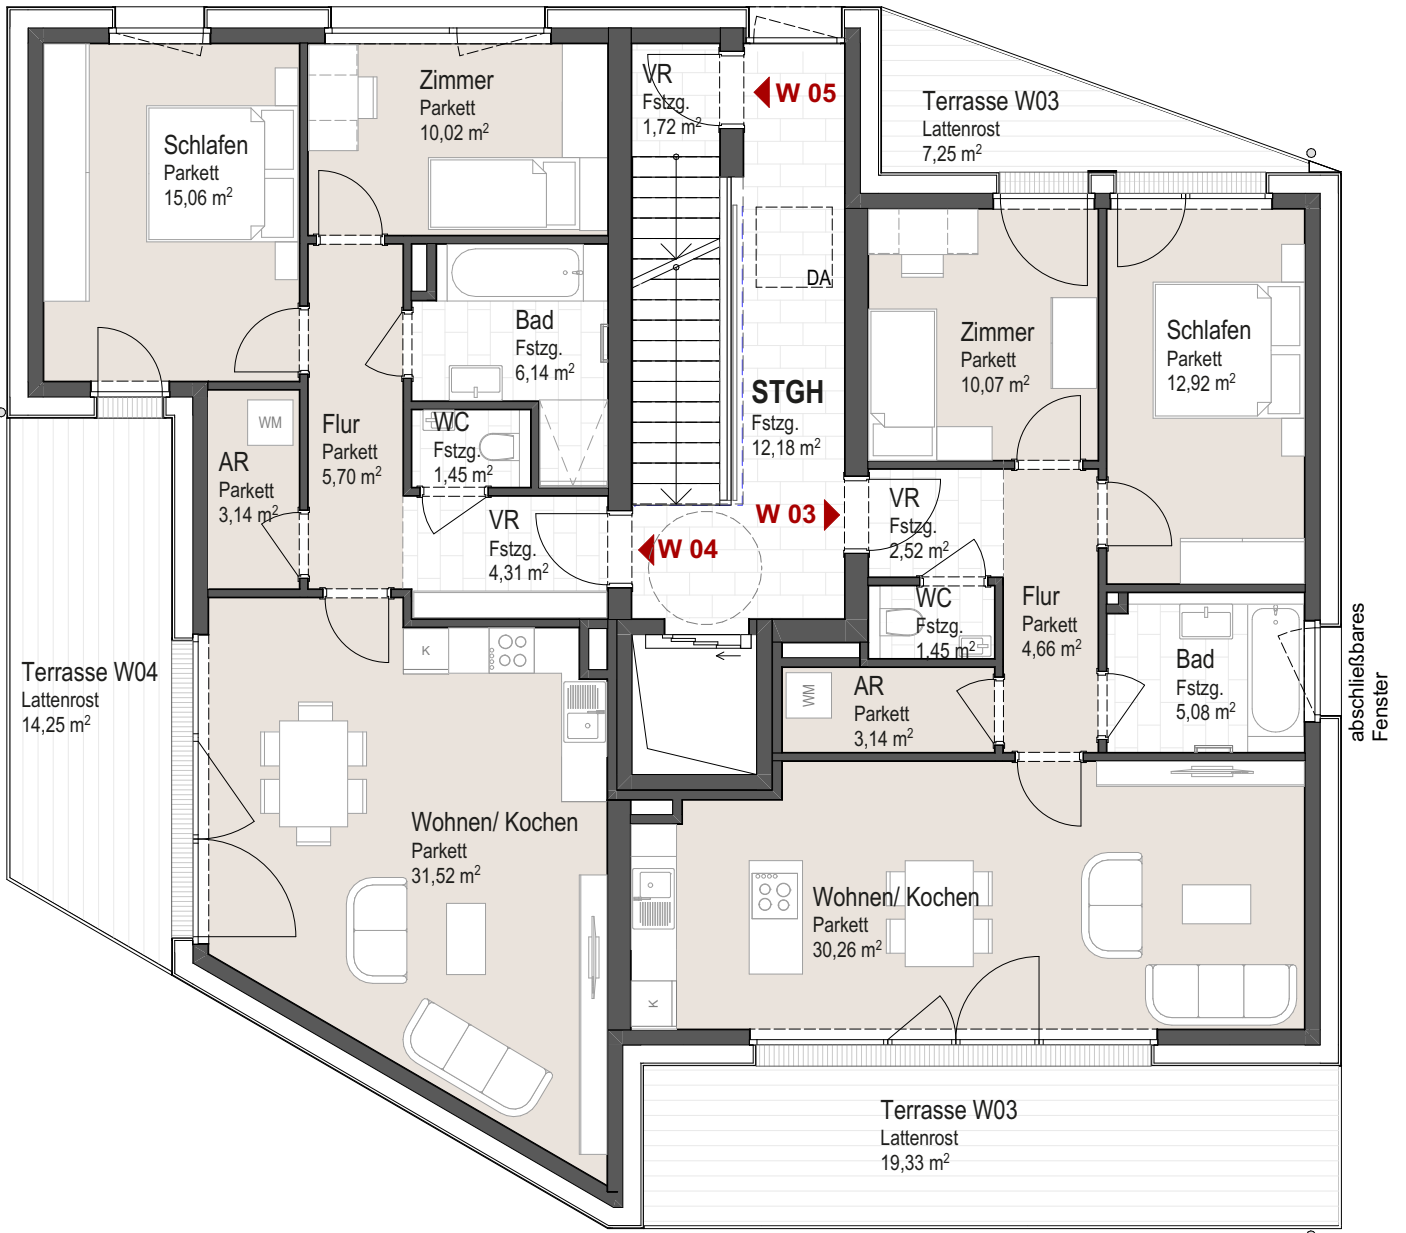 Schlafen
Parkett
15,06 m²
Zimmer
Parkett
10,02 m²
VR
Fstzg.
1,72 m²
W 05
Terrasse W03
Lattenrost
7,25 m²
DA
Bad
Fstzg.
6,14 m²
STGH
Fstzg.
12,18 m²
Zimmer
Parkett
10,07 m²
Schlafen
Parkett
12,92 m²
WM
AR
Parkett
3,14 m²
Flur
Parkett
5,70 m²
WC
Fstzg.
1,45 m²
VR
Fstzg.
4,31 m²
W 04
W 03
VR
Fstzg.
2,52 m²
WC
Fstzg.
1,45 m²
Flur
Parkett
4,66 m²
Bad
Fstzg.
5,08 m²
abschließbares
Fenster
Terrasse W04
Lattenrost
14,25 m²
K
WM
AR
Parkett
3,14 m²
Wohnen/ Kochen
Parkett
31,52 m²
Wohnen/ Kochen
Parkett
30,26 m²
K
Terrasse W03
Lattenrost
19,33 m²